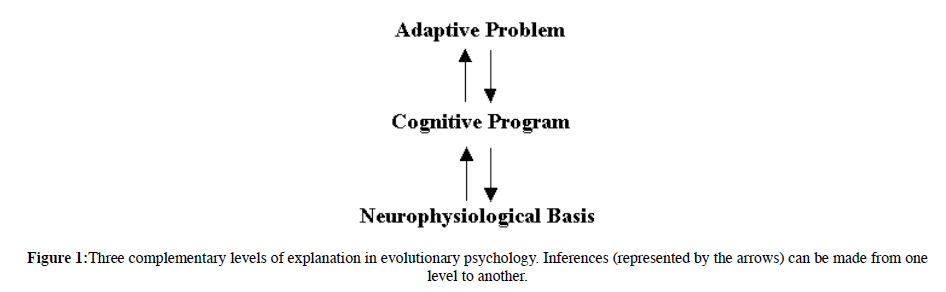 Adaptive Problem
Cognitive Program
Neurophysiological Basis
Figure 1:Three complementary levels of explanation in evolutionary psychology. Inferences (represented by the arrows) can be made from one
level to another.